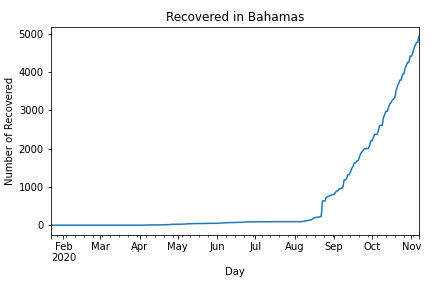 Recovered in Bahamas
Number of Recovered
5000
4000
3000
2000
1000
0
Feb Mar Apr May Jun Jul Aug Sep Oct Nov
2020
Day